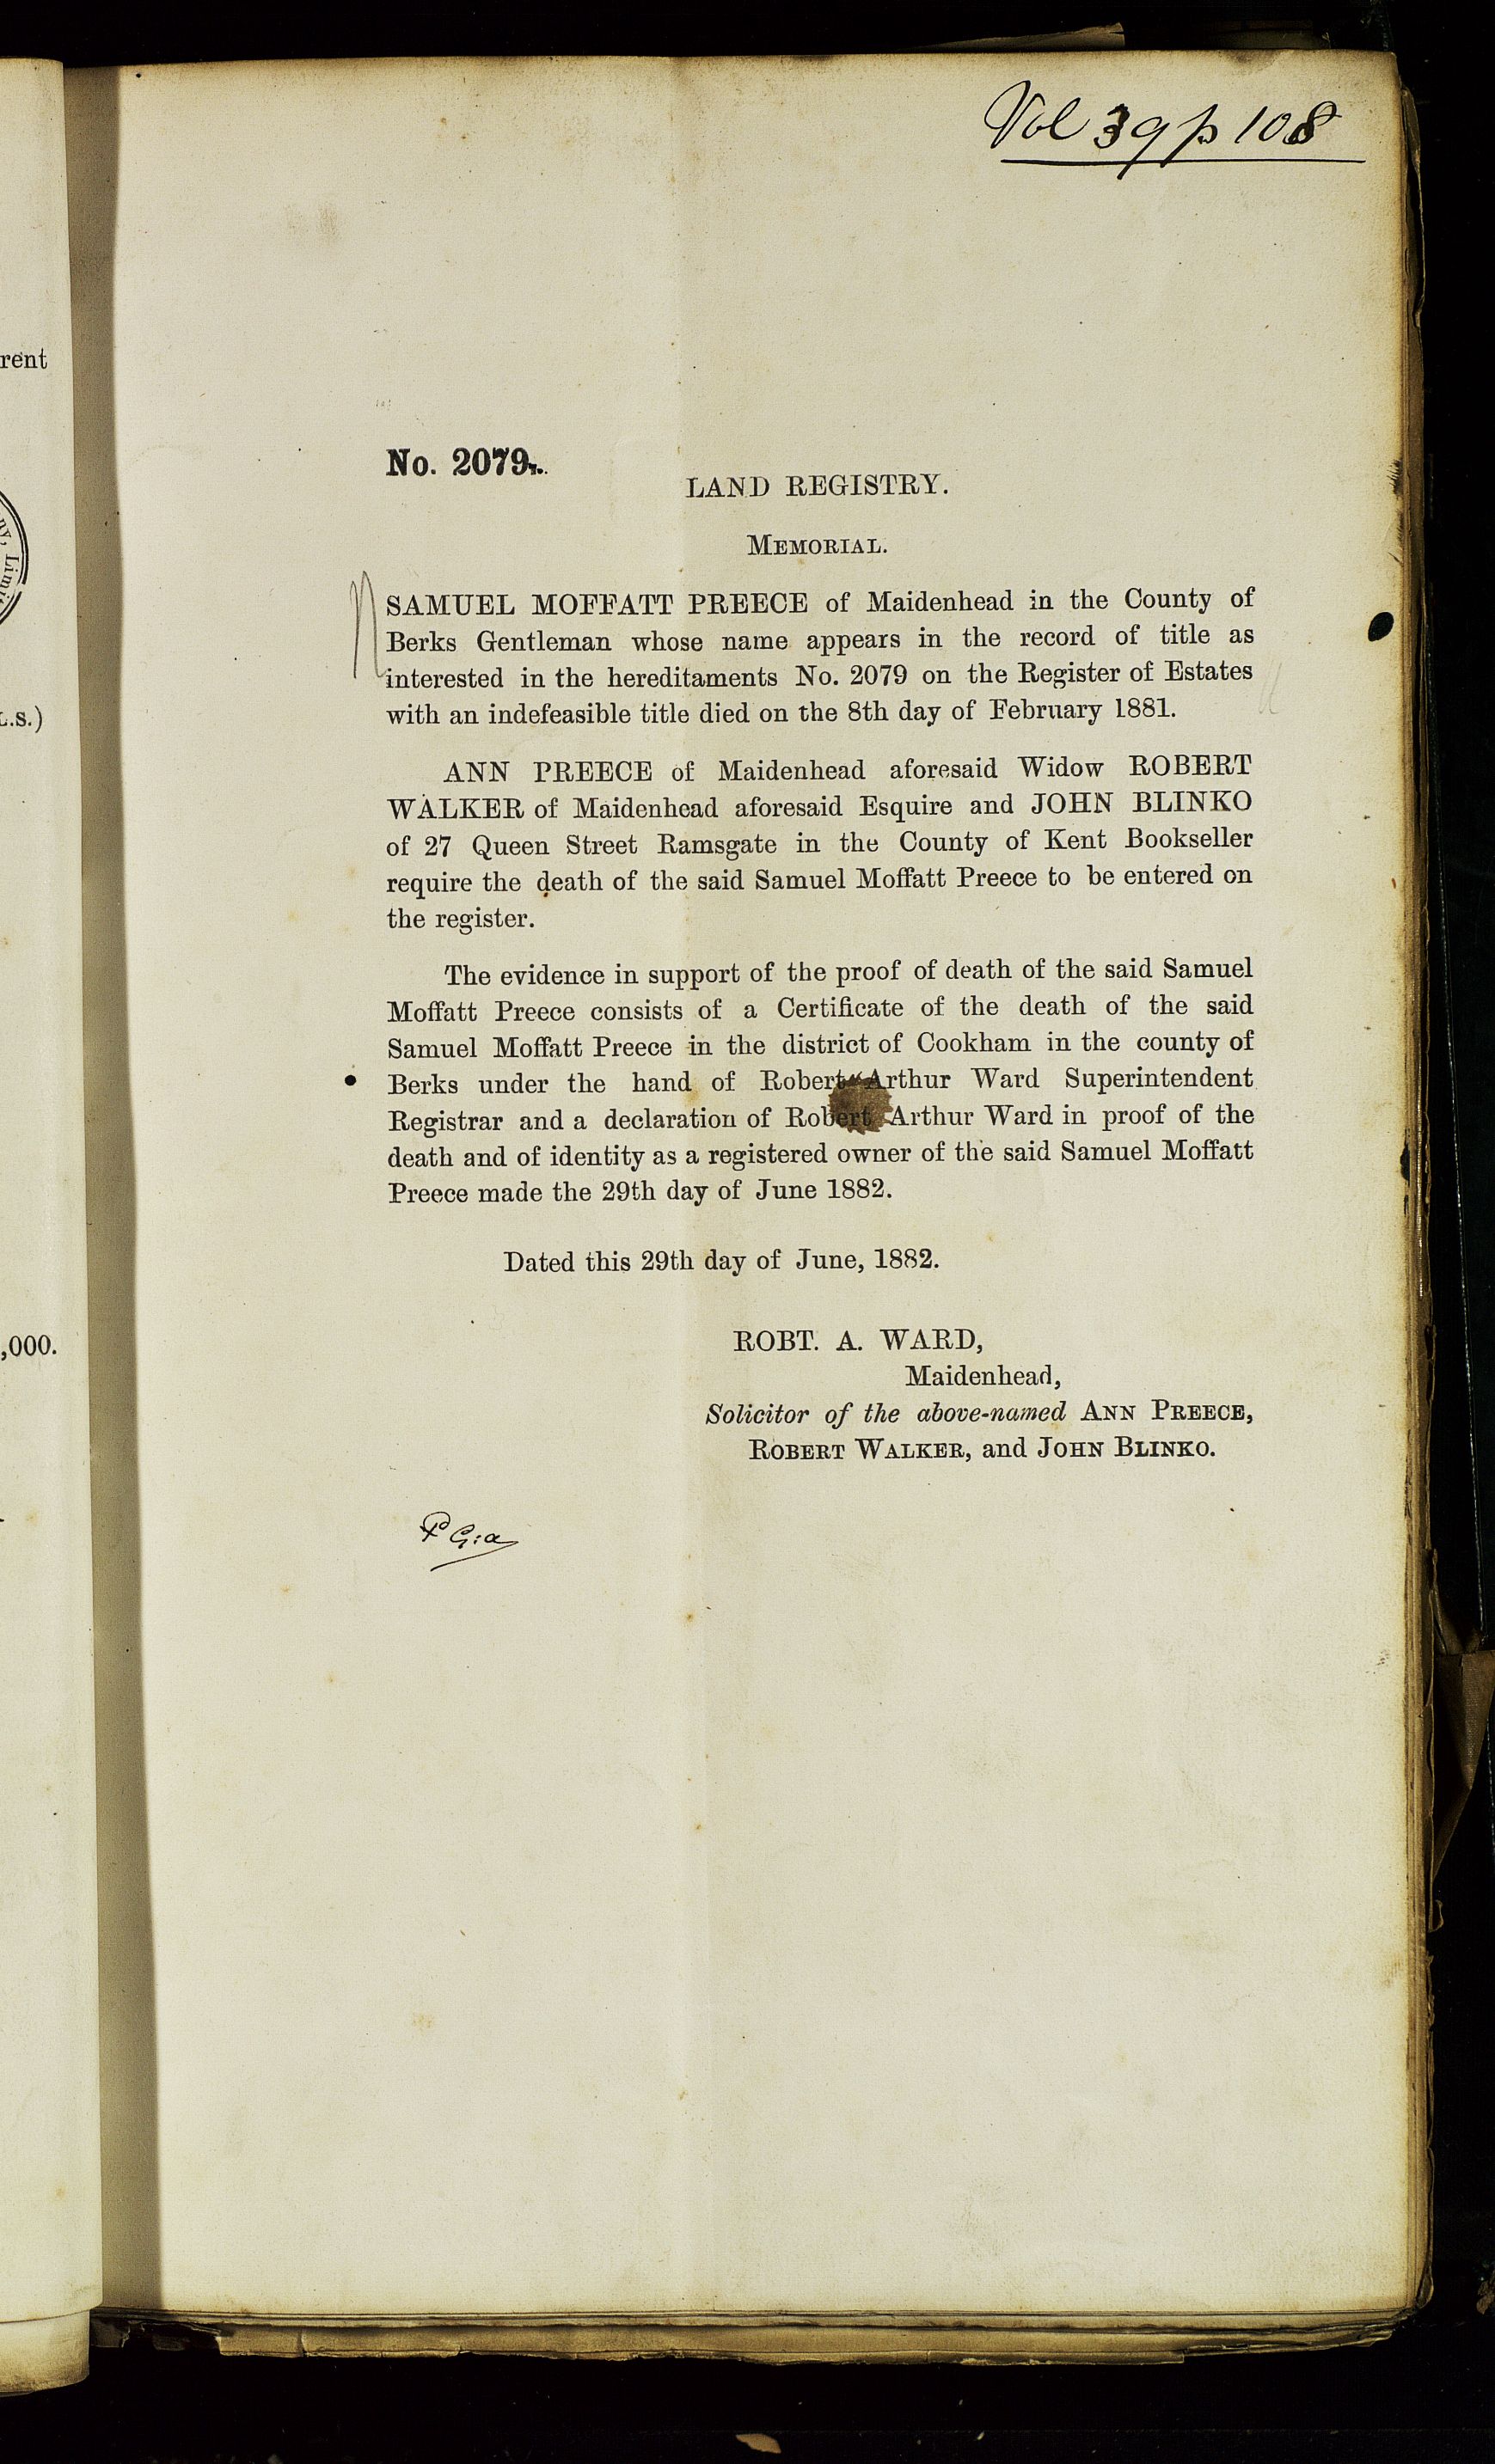 Vol 39 p 108
rent
ny, Limit
L.S.)
,000.
No. 2079.
LAND REGISTRY.
MEMORIAL.
SAMUEL MOFFATT PREECE of Maidenhead in the County of
Berks Gentleman whose name appears in the record of title as
interested in the hereditaments No. 2079 on the Register of Estates
with an indefeasible title died on the 8th day of February 1881.
ANN PREECE of Maidenhead aforesaid Widow ROBERT
WALKER of Maidenhead aforesaid Esquire and JOHN BLINKO
of 27 Queen Street Ramsgate in the County of Kent Bookseller
require the death of the said Samuel Moffatt Preece to be entered on
the register.
The evidence in support of the proof of death of the said Samuel
Moffatt Preece consists of a Certificate of the death of the said
Samuel Moffatt Preece in the district of Cookham in the county of
Berks under the hand of Robert Arthur Ward Superintendent
Registrar and a declaration of Robert Arthur Ward in proof of the
death and of identity as a registered owner of the said Samuel Moffatt
Preece made the 29th day of June 1882.
Dated this 29th day of June, 1882.
ROBT. A. WARD,
Maidenhead,
Solicitor of the above-named ANN PREECE,
ROBERT WALKER, and JOHN BLINKO.